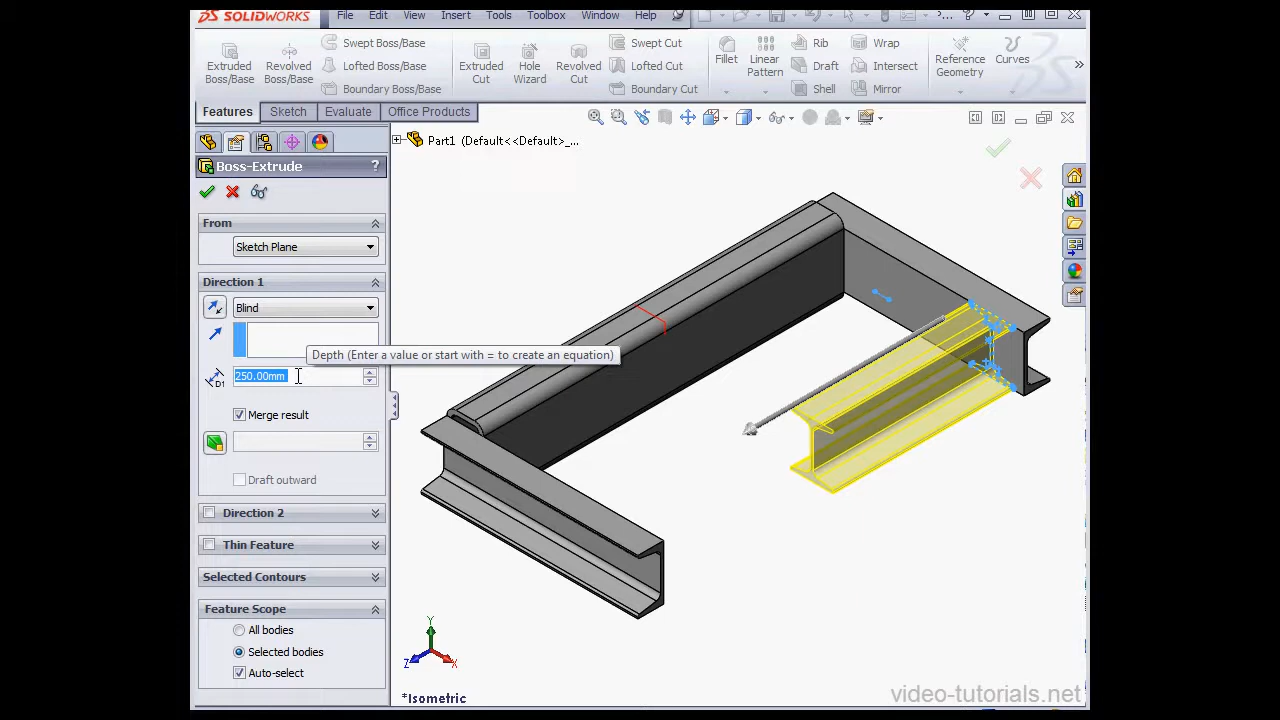 SOLIDWORKS File Edit View Insert Tools Toolbox Window Help
Extruded Boss/Base
Revolved Boss/Base
Swept Boss/Base
Lofted Boss/Base
Boundary Boss/Base
Extruded Cut
Hole Wizard
Revolved Cut
Swept Cut
Lofted Cut
Boundary Cut
Fillet
Linear Pattern
Rib
Draft
Shell
Wrap
Intersect
Mirror
Reference Geometry
Curves
Features Sketch Evaluate Office Products
Part1 (Default<<Default>_...
Boss-Extrude ?
From
Sketch Plane
Direction 1
Blind
Depth (Enter a value or start with = to create an equation)
D1 250.00mm
Merge result
Draft outward
Direction 2
Thin Feature
Selected Contours
Feature Scope
All bodies
Selected bodies
Auto-select
Y
Z X
*Isometric
video-tutorials.net